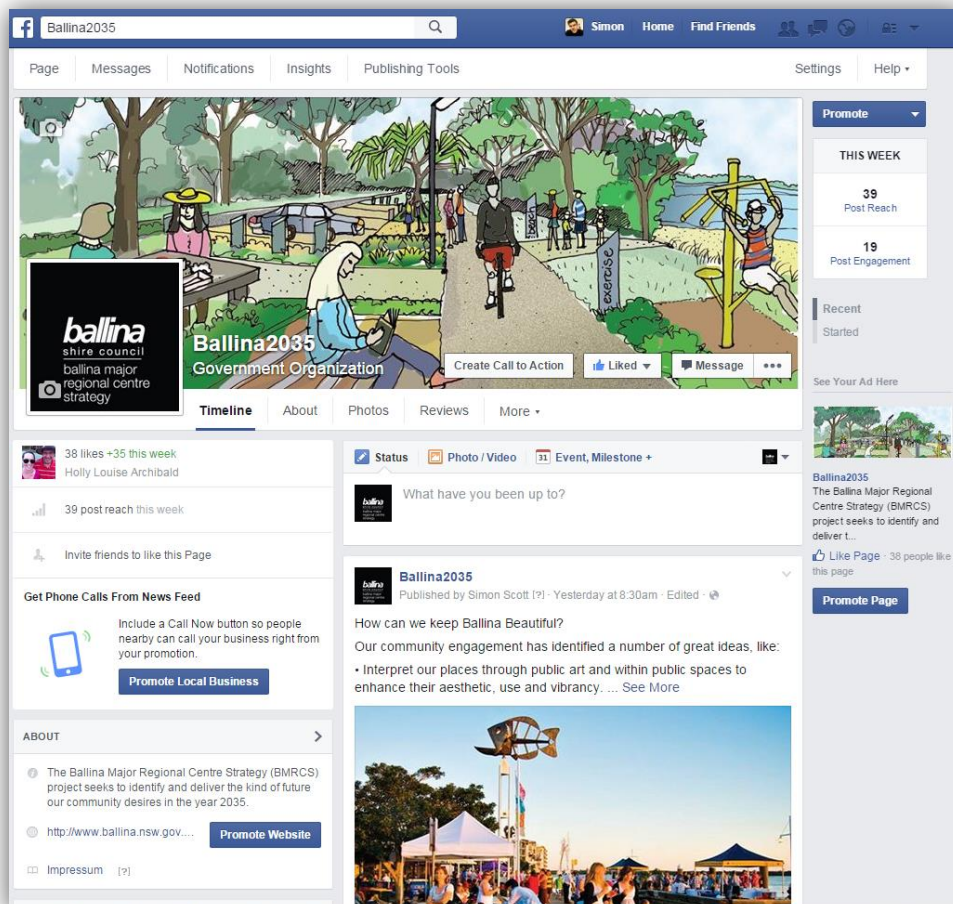 Ballina2035
Simon Home Find Friends
Page Messages Notifications Insights Publishing Tools Settings Help
Promote
THIS WEEK
39
Post Reach
19
Post Engagement
Recent
Started
See Your Ad Here
Ballina2035
The Ballina Major Regional
Centre Strategy (BMRCS)
project seeks to identify and
deliver t...
Like Page · 38 people like
this page
Promote Page
exercise
ballina
shire council
ballina major
regional centre
strategy
Ballina2035
Government Organization
Create Call to Action Liked Message
Timeline About Photos Reviews More
38 likes +35 this week
Holly Louise Archibald
39 post reach this week
Invite friends to like this Page
Get Phone Calls From News Feed
Include a Call Now button so people
nearby can call your business right from
your promotion.
Promote Local Business
ABOUT
The Ballina Major Regional Centre Strategy (BMRCS)
project seeks to identify and deliver the kind of future
our community desires in the year 2035.
http://www.ballina.nsw.gov....
Promote Website
Impressum [?]
Status Photo / Video 31 Event, Milestone +
ballina
What have you been up to?
ballina
Ballina2035
Published by Simon Scott [?] · Yesterday at 8:30am · Edited ·
How can we keep Ballina Beautiful?
Our community engagement has identified a number of great ideas, like:
• Interpret our places through public art and within public spaces to
enhance their aesthetic, use and vibrancy. ... See More